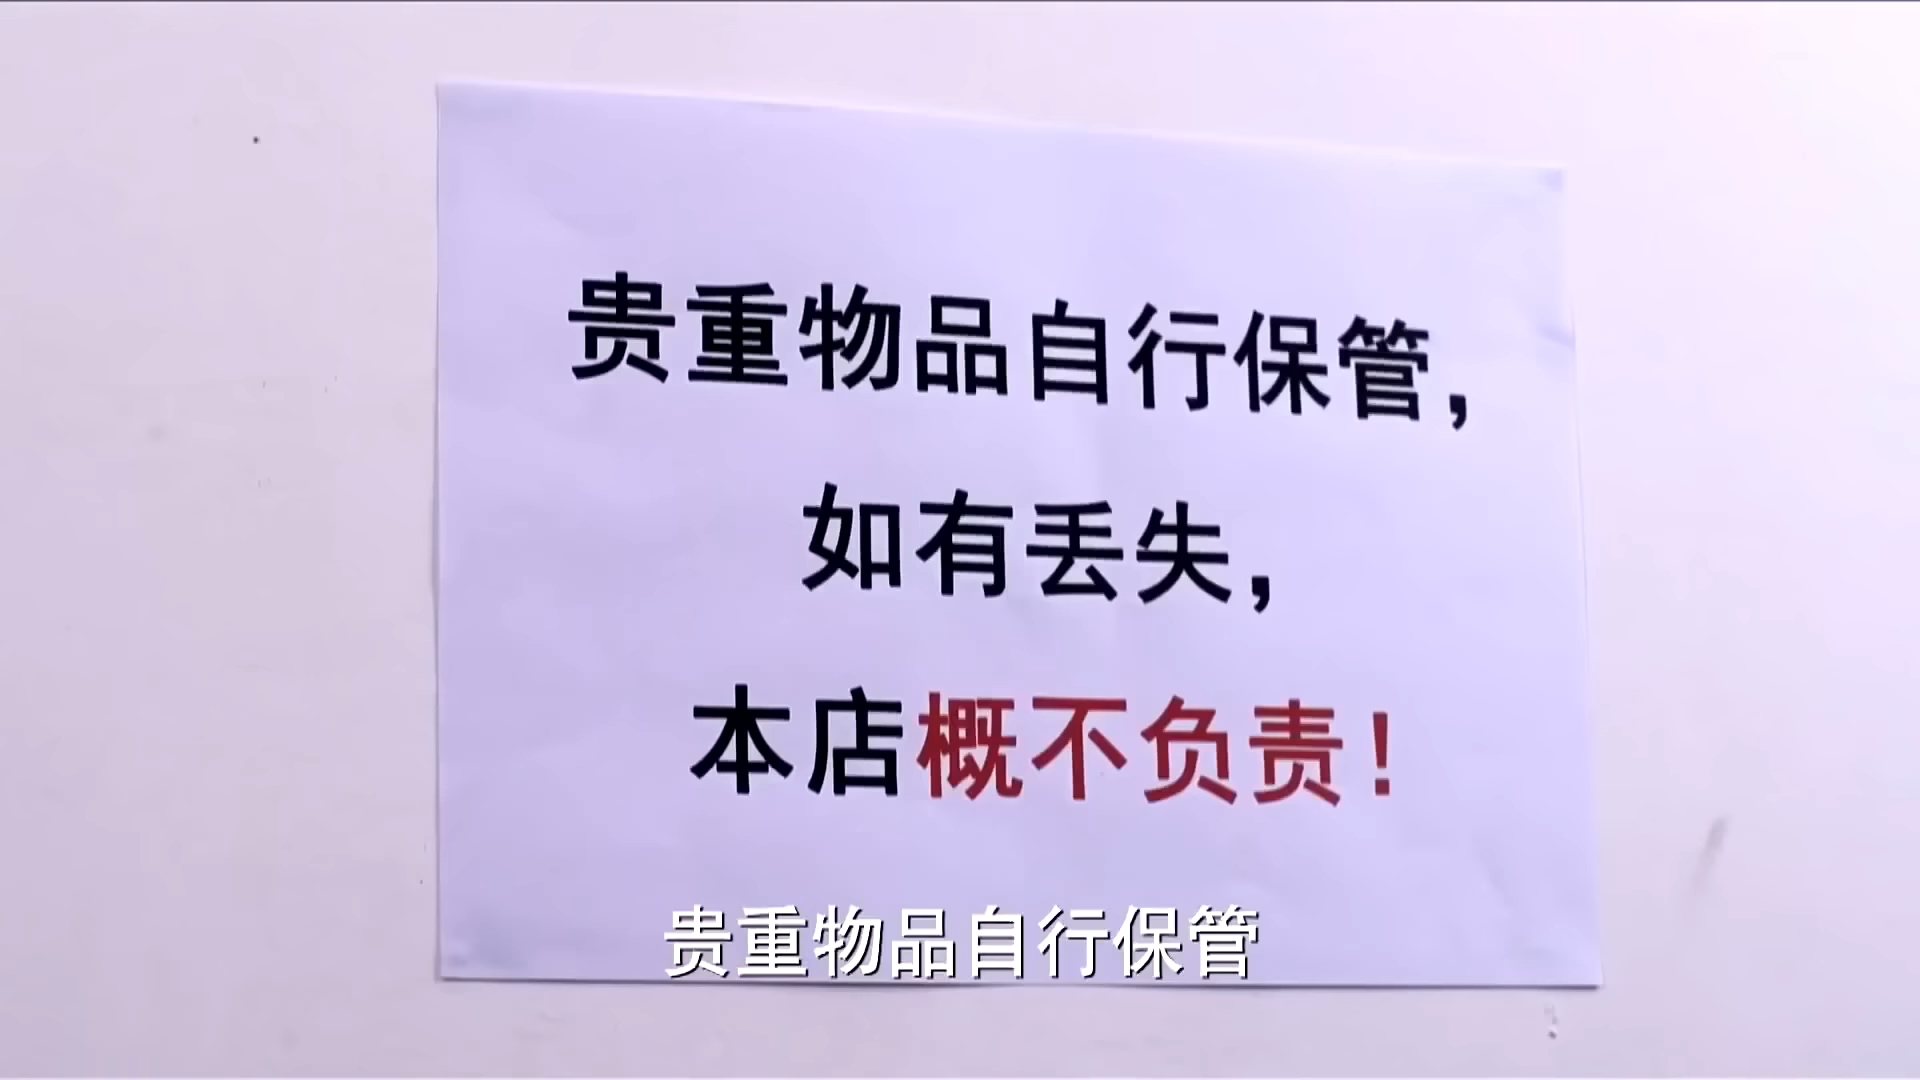 贵重物品自行保管，
如有丢失，
本店概不负责！
贵重物品自行保管